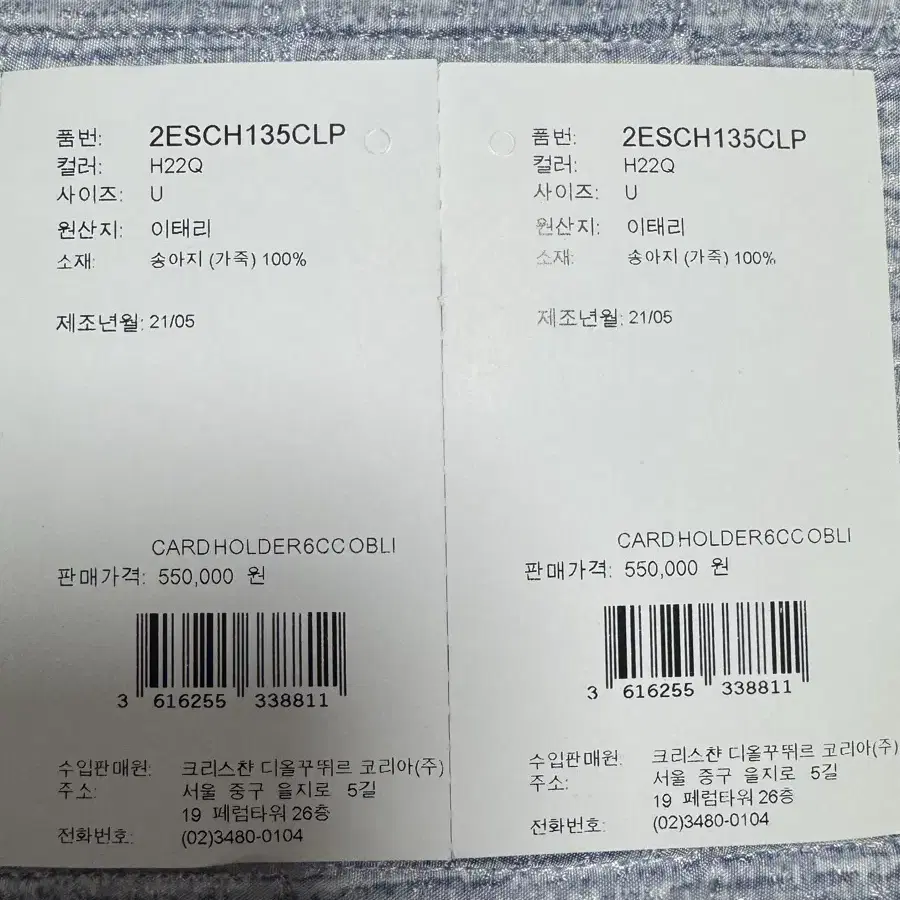 품번: 2ESCH135CLP
컬러: H22Q
사이즈: U
원산지: 이태리
소재: 송아지 (가죽) 100%
제조년월: 21/05
CARDHOLDER6CCOBLI
판매가격: 550,000 원
3 616255 338811
수입판매원: 크리스챤 디올꾸뛰르 코리아(주)
주소: 서울 중구 을지로 5길
19 페럼타워 26층
전화번호: (02)3480-0104
품번: 2ESCH135CLP
컬러: H22Q
사이즈: U
원산지: 이태리
소재: 송아지 (가죽) 100%
제조년월: 21/05
CARDHOLDER6CCOBLI
판매가격: 550,000 원
3 616255 338811
수입판매원: 크리스챤 디올꾸뛰르 코리아(주)
주소: 서울 중구 을지로 5길
19 페럼타워 26층
전화번호: (02)3480-0104